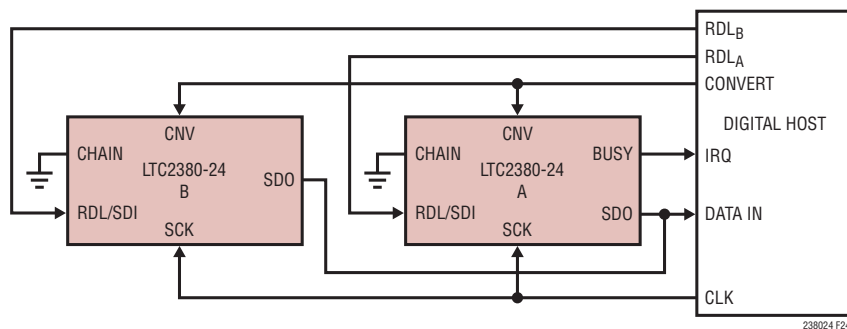 RDLB
RDLA
CONVERT
DIGITAL HOST
IRQ
DATA IN
CLK
CNV
CHAIN
LTC2380-24
B
SDO
RDL/SDI
SCK
CNV
CHAIN
BUSY
LTC2380-24
A
SDO
RDL/SDI
SCK
238024 F24